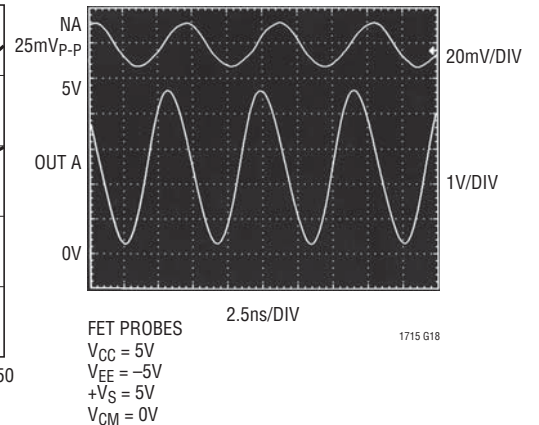 NA
25mVP-P
20mV/DIV
5V
OUT A
1V/DIV
0V
2.5ns/DIV
50
FET PROBES
1715 G18
VCC = 5V
VEE = –5V
+VS = 5V
VCM = 0V